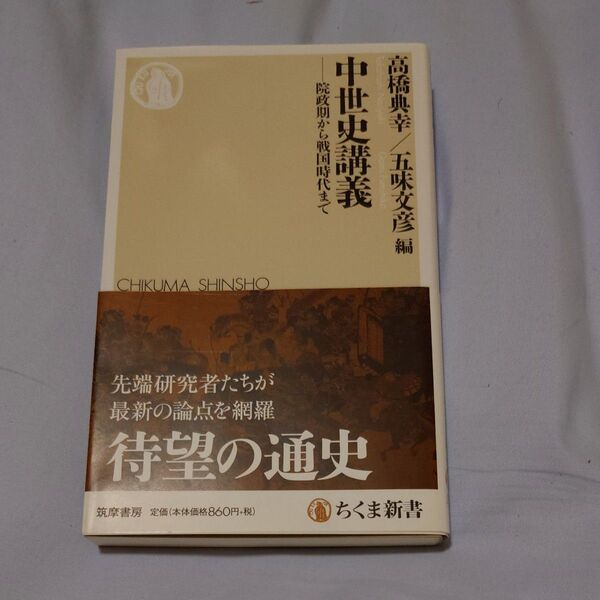 高橋典幸／五味文彦 編
中世史講義
──院政期から戦国時代まで
CHIKUMA SHINSHO
先端研究者たちが
最新の論点を網羅
待望の通史
筑摩書房 定価(本体価格860円+税)
ちくま新書